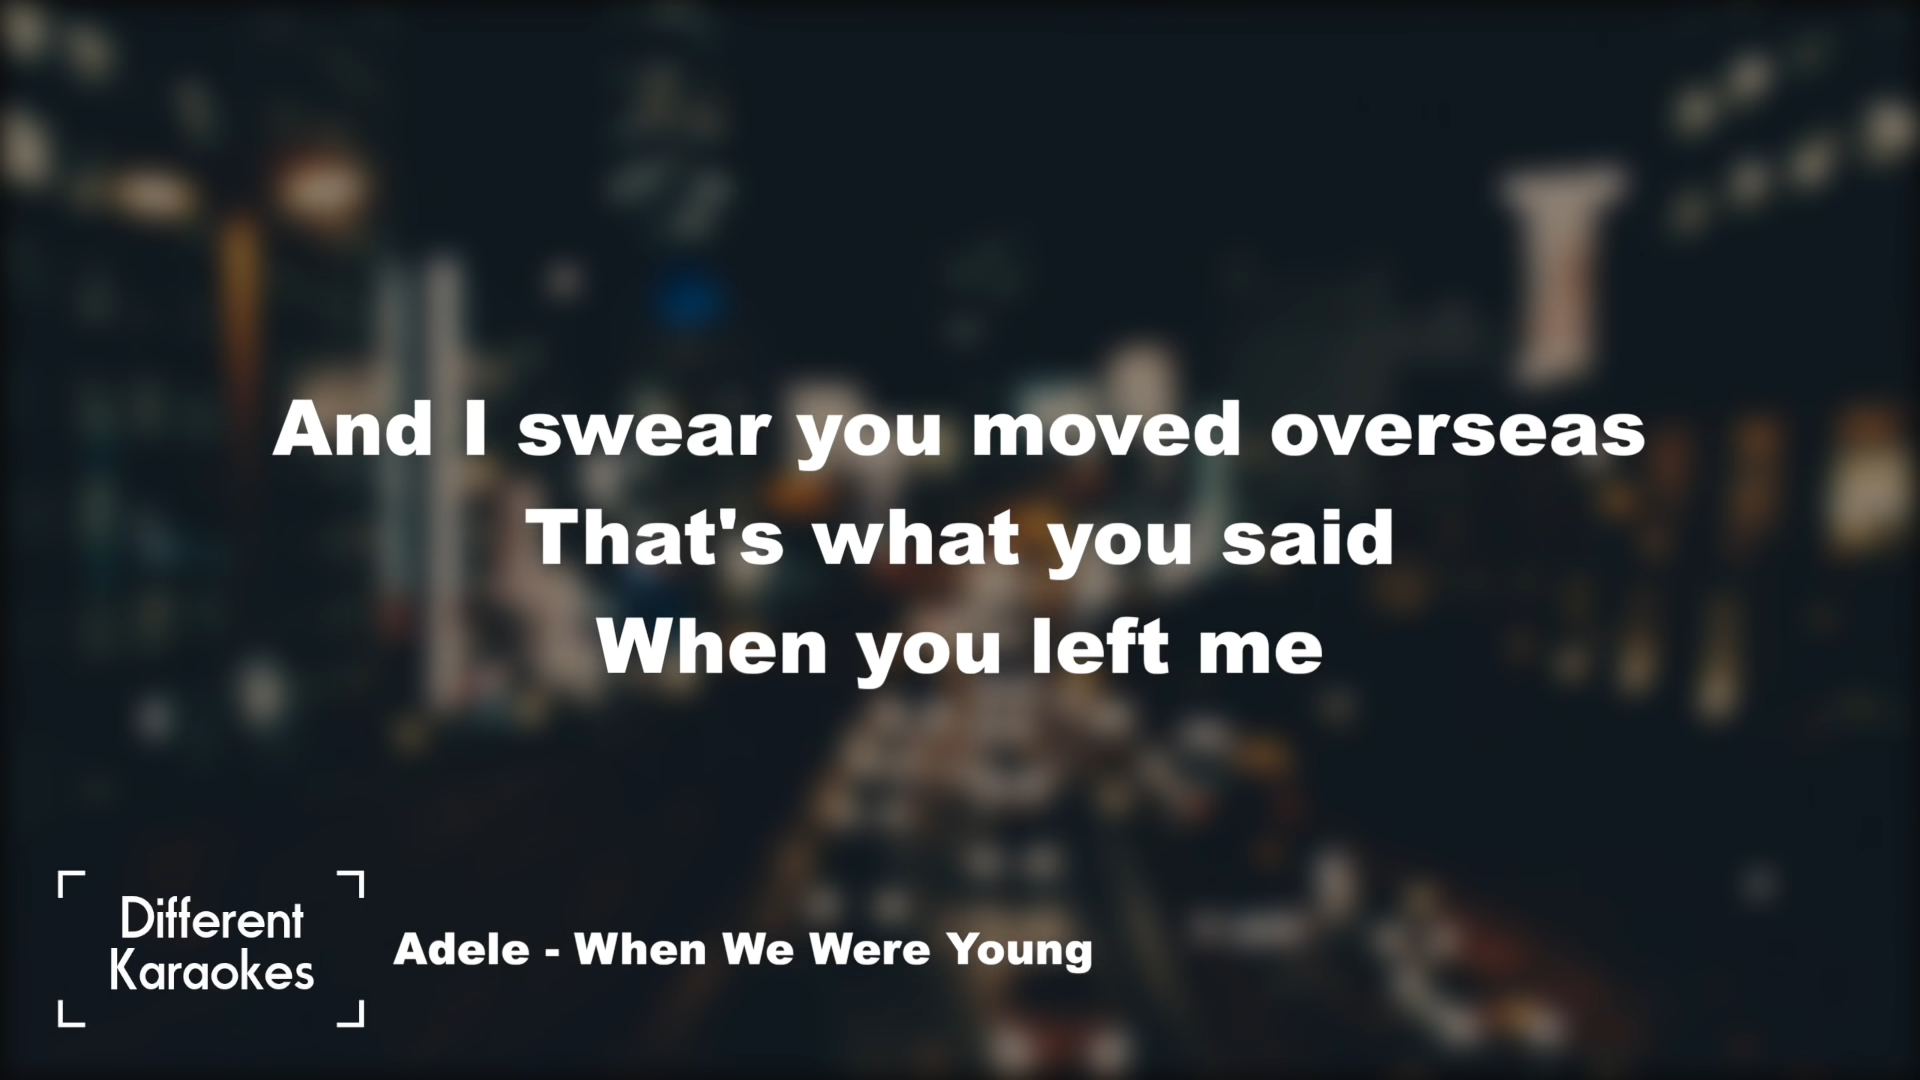 And I swear you moved overseas
That's what you said
When you left me
Different
Karaokes
Adele - When We Were Young